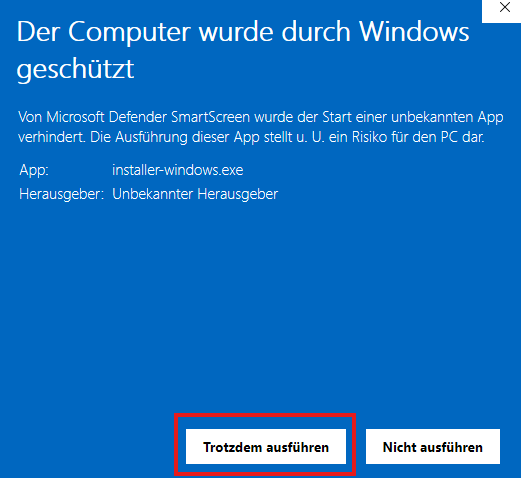 Der Computer wurde durch Windows
geschützt
Von Microsoft Defender SmartScreen wurde der Start einer unbekannten App
verhindert. Die Ausführung dieser App stellt u. U. ein Risiko für den PC dar.
App: installer-windows.exe
Herausgeber: Unbekannter Herausgeber
Trotzdem ausführen Nicht ausführen